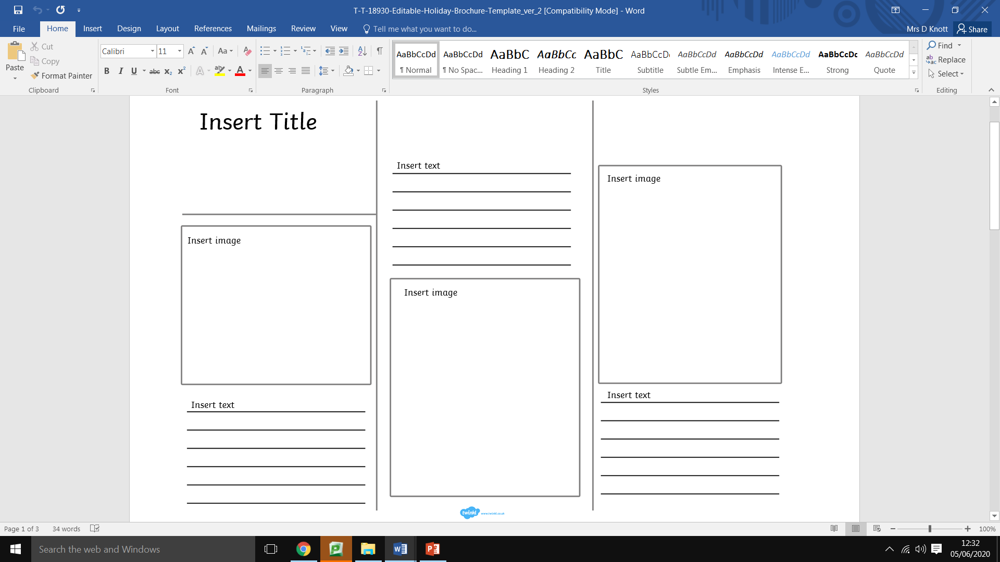 T-T-18930-Editable-Holiday-Brochure-Template_ver_2 [Compatibility Mode] - Word
File Home Insert Design Layout References Mailings Review View Tell me what you want to do... Mrs D Knott Share
Paste
Cut
Copy
Format Painter
Clipboard
Calibri 11
Aa
B I U abc x₂ x² A ab A
Font
Paragraph
AaBbCcDd AaBbCcDd AaBbC AaBbCc AaBbC AaBbCcD AaBbCcDd AaBbCcDd AaBbCcDd AaBbCcDc AaBbCcDd
¶ Normal ¶ No Spac... Heading 1 Heading 2 Title Subtitle Subtle Em... Emphasis Intense E... Strong Quote
Styles
Find
Replace
Select
Editing
Insert Title
Insert image
Insert text
Insert text
Insert image
Insert image
Insert text
twinkl www.twinkl.co.uk
Page 1 of 3 34 words
100%
Search the web and Windows
12:32
05/06/2020